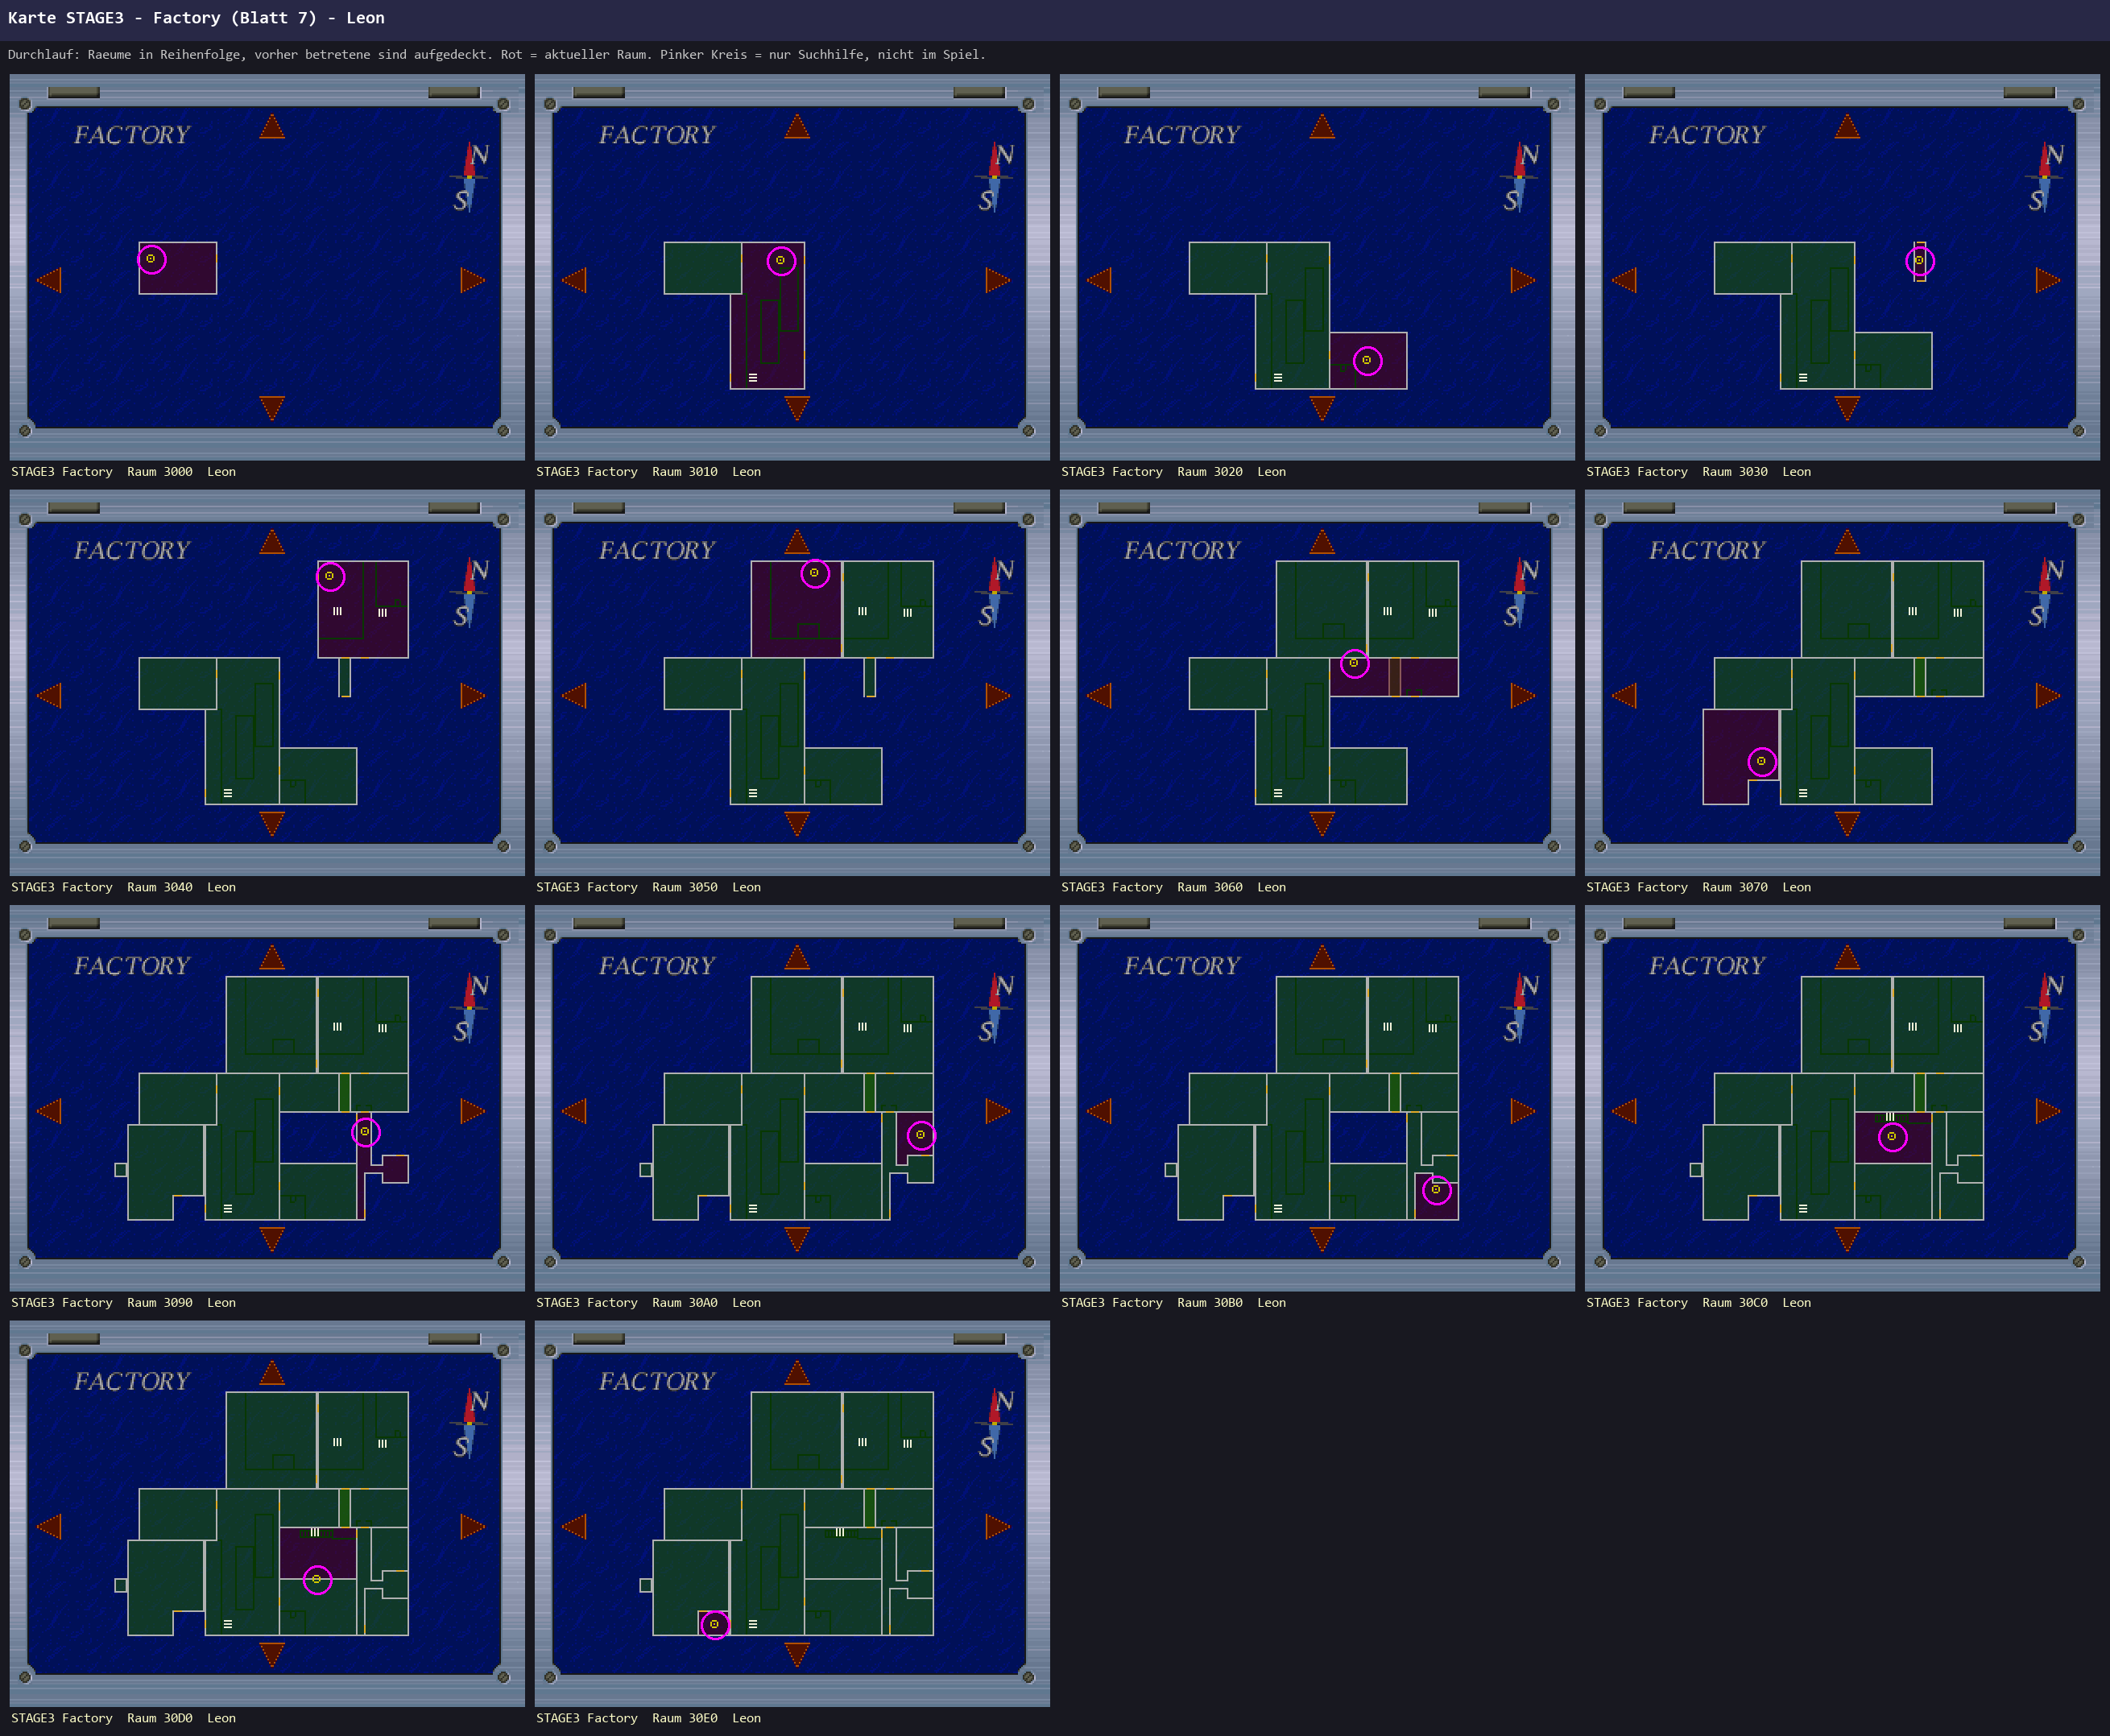 Karte STAGE3 - Factory (Blatt 7) - Leon
Durchlauf: Raeume in Reihenfolge, vorher betretene sind aufgedeckt. Rot = aktueller Raum. Pinker Kreis = nur Suchhilfe, nicht im Spiel.
FACTORY N S
FACTORY N S
FACTORY N S
FACTORY N S
STAGE3 Factory Raum 3000 Leon
STAGE3 Factory Raum 3010 Leon
STAGE3 Factory Raum 3020 Leon
STAGE3 Factory Raum 3030 Leon
FACTORY N S
FACTORY N S
FACTORY N S
FACTORY N S
STAGE3 Factory Raum 3040 Leon
STAGE3 Factory Raum 3050 Leon
STAGE3 Factory Raum 3060 Leon
STAGE3 Factory Raum 3070 Leon
FACTORY N S
FACTORY N S
FACTORY N S
FACTORY N S
STAGE3 Factory Raum 3090 Leon
STAGE3 Factory Raum 30A0 Leon
STAGE3 Factory Raum 30B0 Leon
STAGE3 Factory Raum 30C0 Leon
FACTORY N S
FACTORY N S
STAGE3 Factory Raum 30D0 Leon
STAGE3 Factory Raum 30E0 Leon